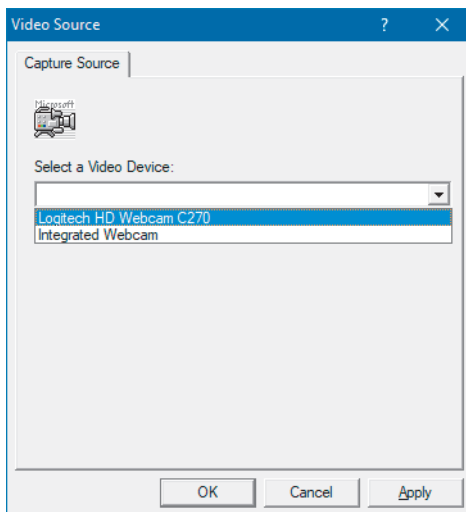 Video Source
?
Capture Source
Microsoft
Select a Video Device:
Logitech HD Webcam C270
Integrated Webcam
OK
Cancel
Apply